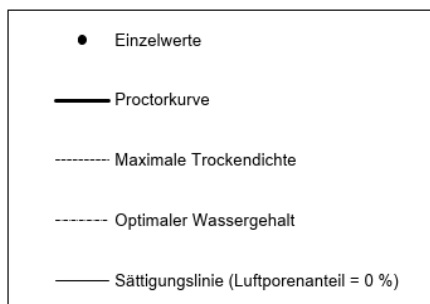 Einzelwerte
Proctorkurve
Maximale Trockendichte
Optimaler Wassergehalt
Sättigungslinie (Luftporenanteil = 0 %)